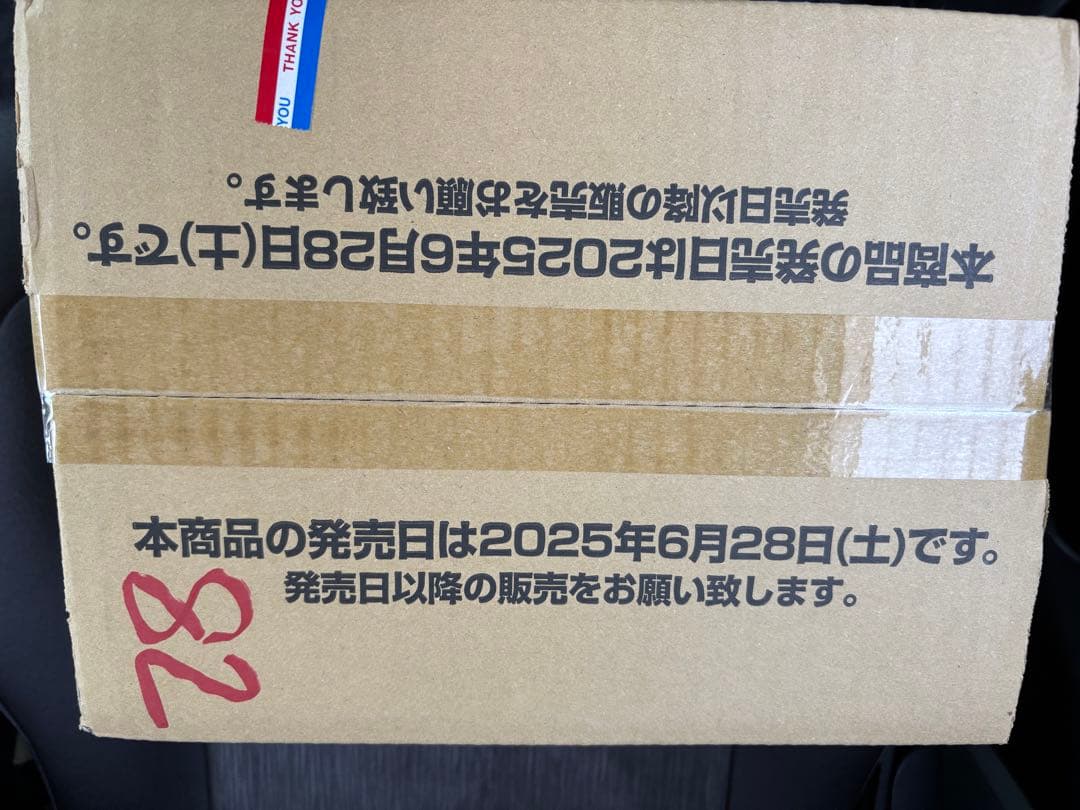 THANK YO
YOU
本商品の発売日は2025年6月28日(土)です。
発売日以降の販売をお願い致します。
本商品の発売日は2025年6月28日(土)です。
発売日以降の販売をお願い致します。
28